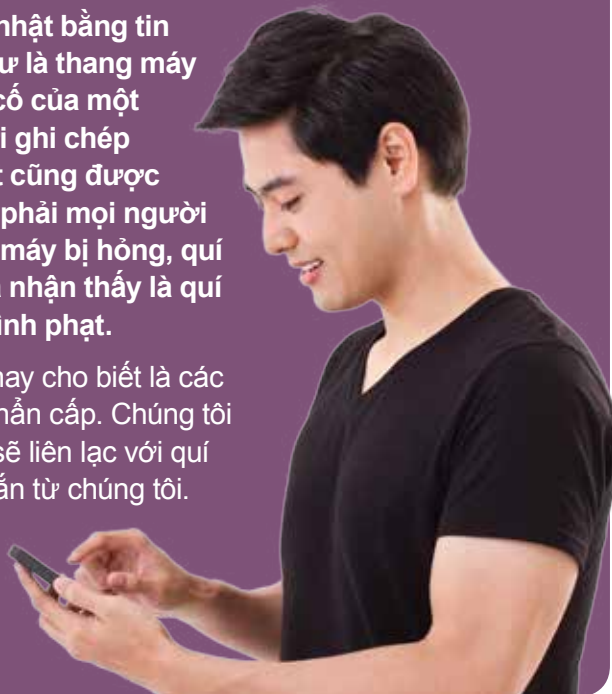 nhật bằng tin
ư là thang máy
cố của một
i ghi chép
t cũng được
phải mọi người
máy bị hỏng, quí
nhận thấy là quí
ình phạt.
nay cho biết là các
hẩn cấp. Chúng tôi
sẽ liên lạc với quí
ắn từ chúng tôi.